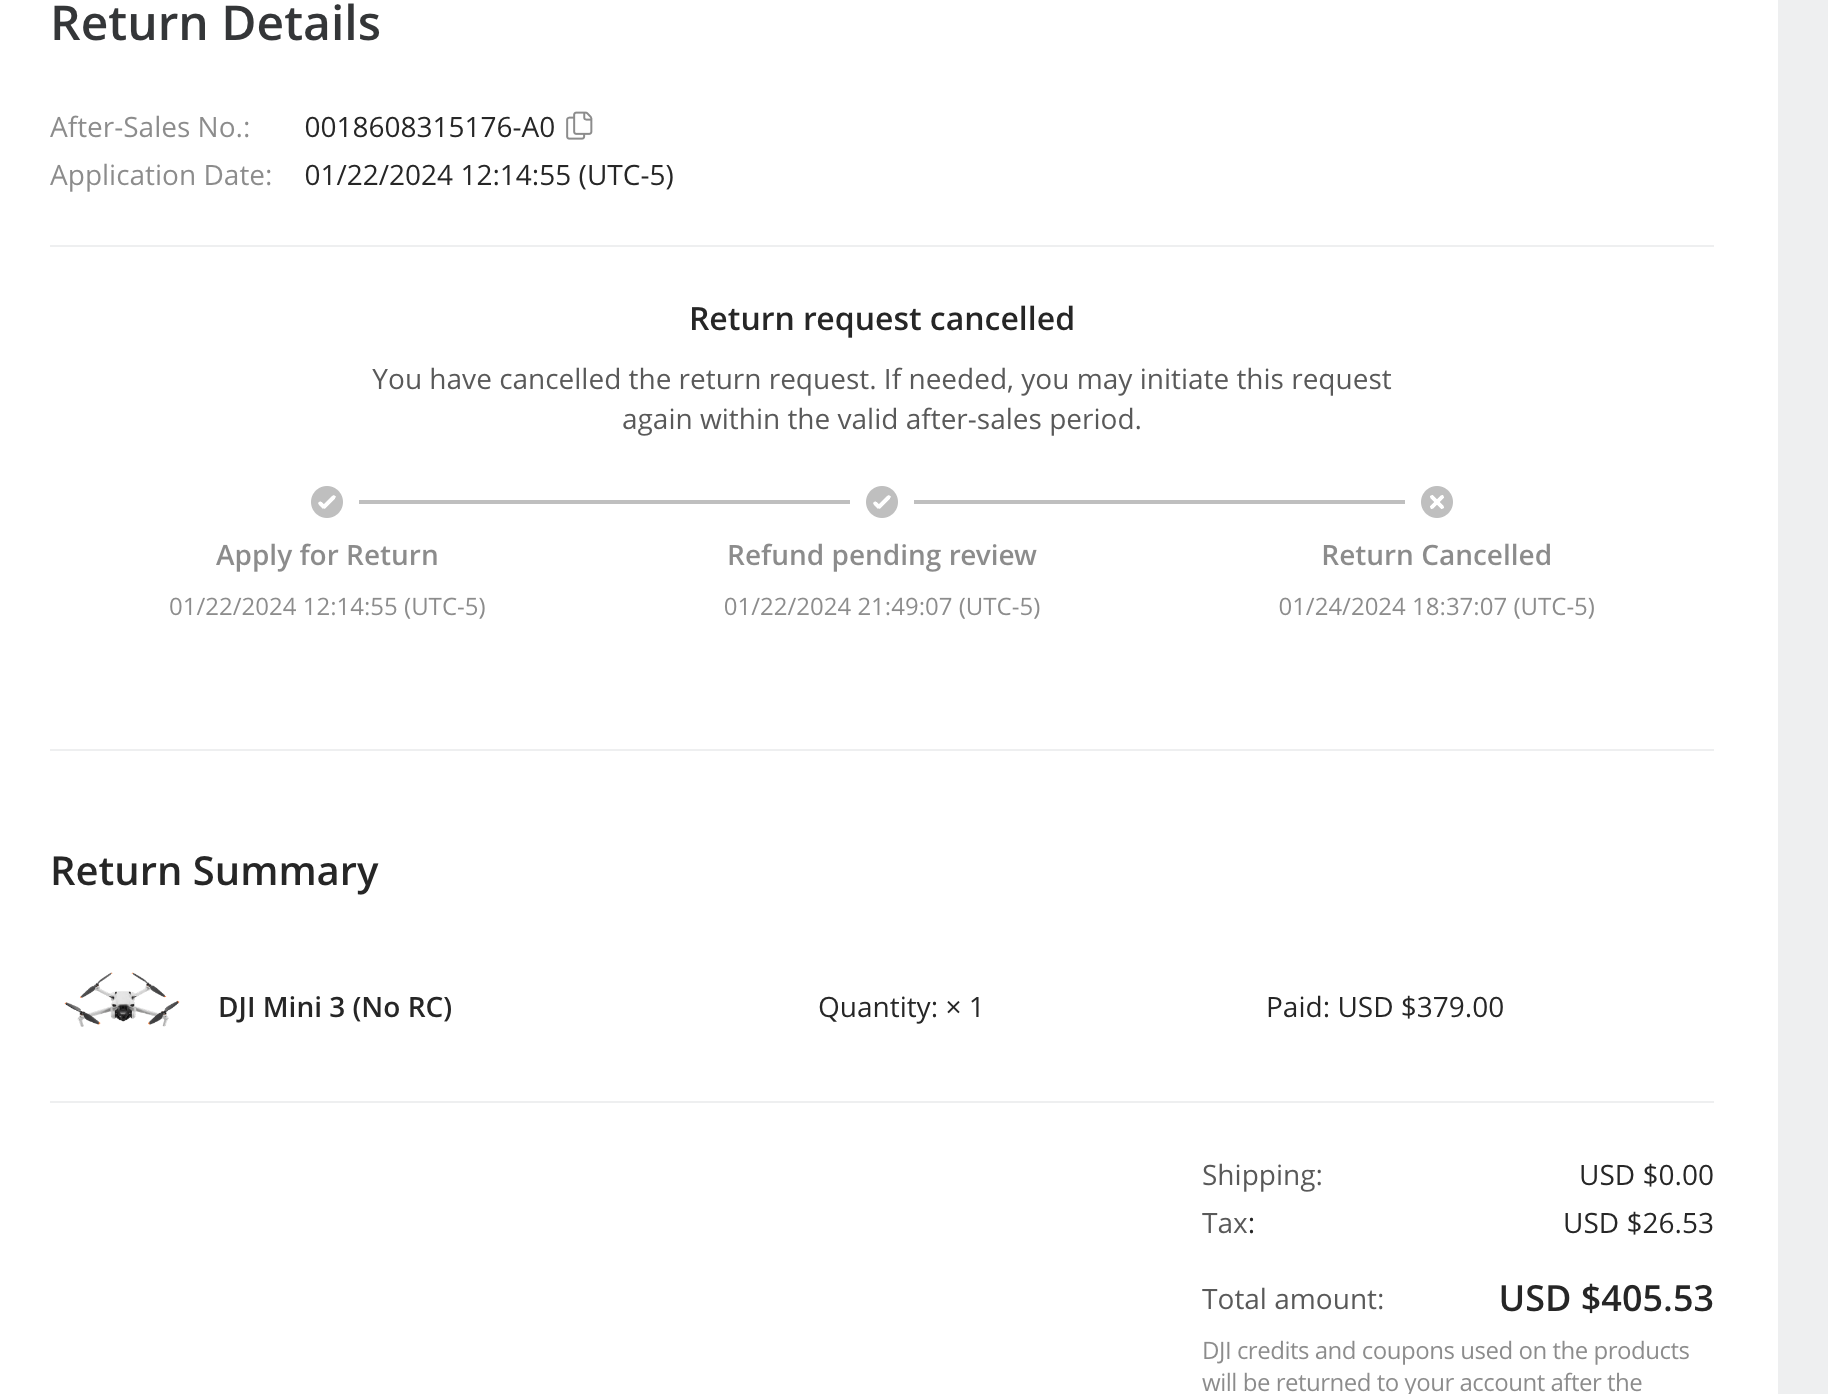 Return Details
After-Sales No.: 0018608315176-A0
Application Date: 01/22/2024 12:14:55 (UTC-5)
Return request cancelled
You have cancelled the return request. If needed, you may initiate this request
again within the valid after-sales period.
Apply for Return Refund pending review Return Cancelled
01/22/2024 12:14:55 (UTC-5) 01/22/2024 21:49:07 (UTC-5) 01/24/2024 18:37:07 (UTC-5)
Return Summary
DJI Mini 3 (No RC) Quantity: × 1 Paid: USD $379.00
Shipping: USD $0.00
Tax: USD $26.53
Total amount: USD $405.53
DJI credits and coupons used on the products
will be returned to your account after the